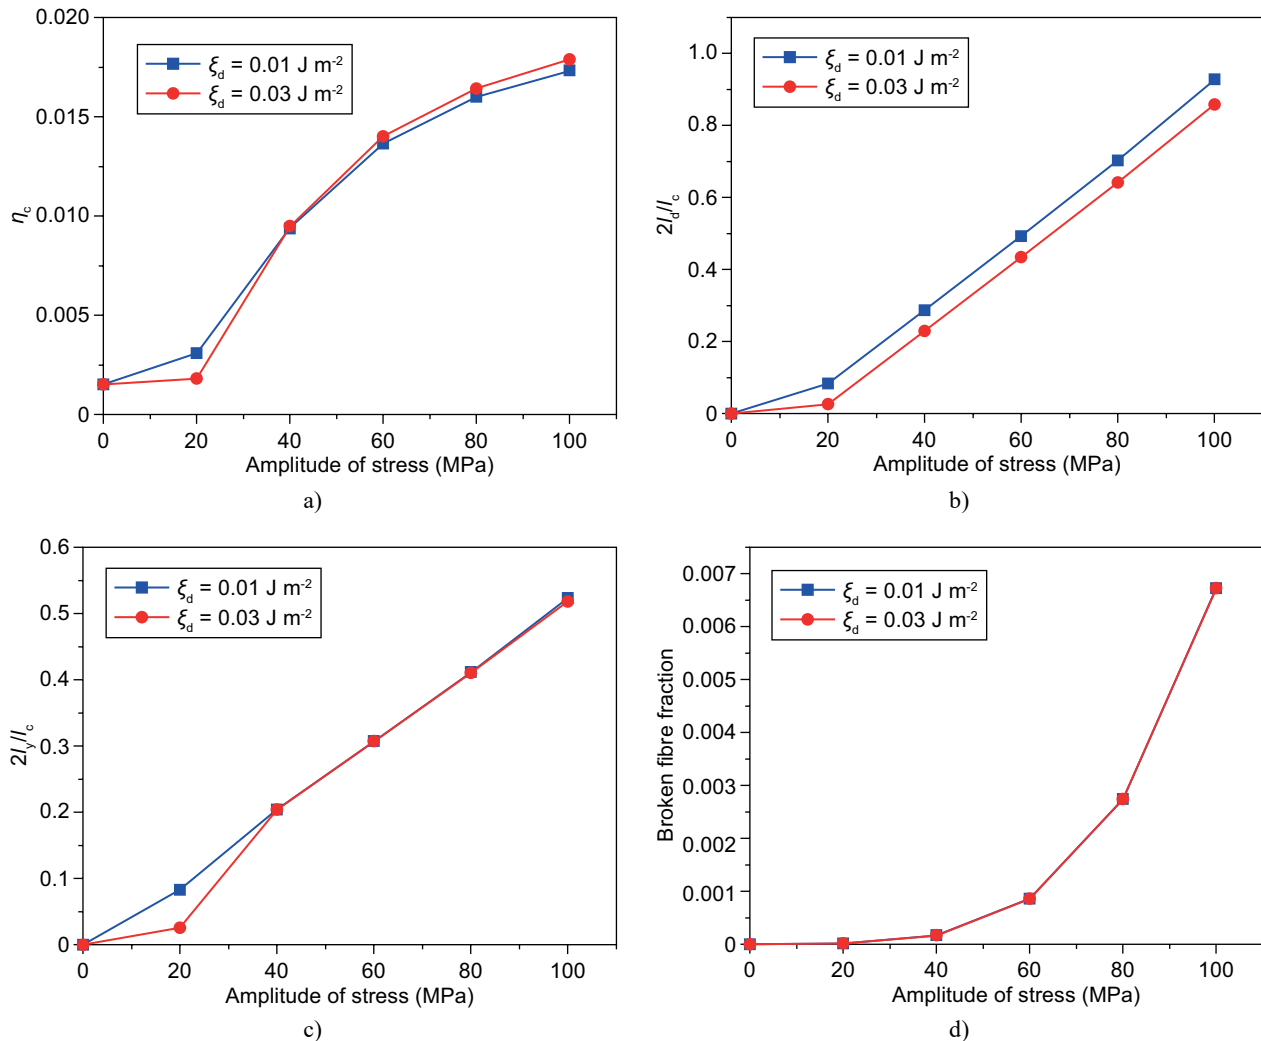 0.020
0.015
0.010
0.005
0
ηc
ξd = 0.01 J m-2
ξd = 0.03 J m-2
0 20 40 60 80 100
Amplitude of stress (MPa)
a)
1.0
0.8
0.6
0.4
0.2
0
2ld/lc
ξd = 0.01 J m-2
ξd = 0.03 J m-2
0 20 40 60 80 100
Amplitude of stress (MPa)
b)
0.6
0.5
0.4
0.3
0.2
0.1
0
2ly/lc
ξd = 0.01 J m-2
ξd = 0.03 J m-2
0 20 40 60 80 100
Amplitude of stress (MPa)
c)
0.007
0.006
0.005
0.004
0.003
0.002
0.001
0
Broken fibre fraction
ξd = 0.01 J m-2
ξd = 0.03 J m-2
0 20 40 60 80 100
Amplitude of stress (MPa)
d)